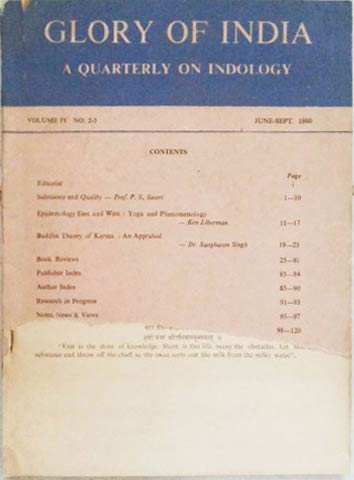 GLORY OF INDIA
A QUARTERLY ON INDOLOGY
VOLUME IV NO. 2-3 JUNE-SEPT. 1980
CONTENTS
Page
Editorial i
Substance and Quality — Prof. P. S. Sastri 1—10
Epistemology East and West : Yoga and Phenomenology
— Ken Liberman 11—17
Buddha Theory of Karma : An Appraisal
— Dr. Sanghasen Singh 18—23
Book Reviews 25—81
Publisher Index 83—84
Author Index 85—90
Research in Progress 91—93
Notes, News & Views 95—97
98—120
"Vast is the store of knowledge. Short is this life, many the obstacles. Let
substance and throw off the chaff as the swan sorts out the milk from the milky water".